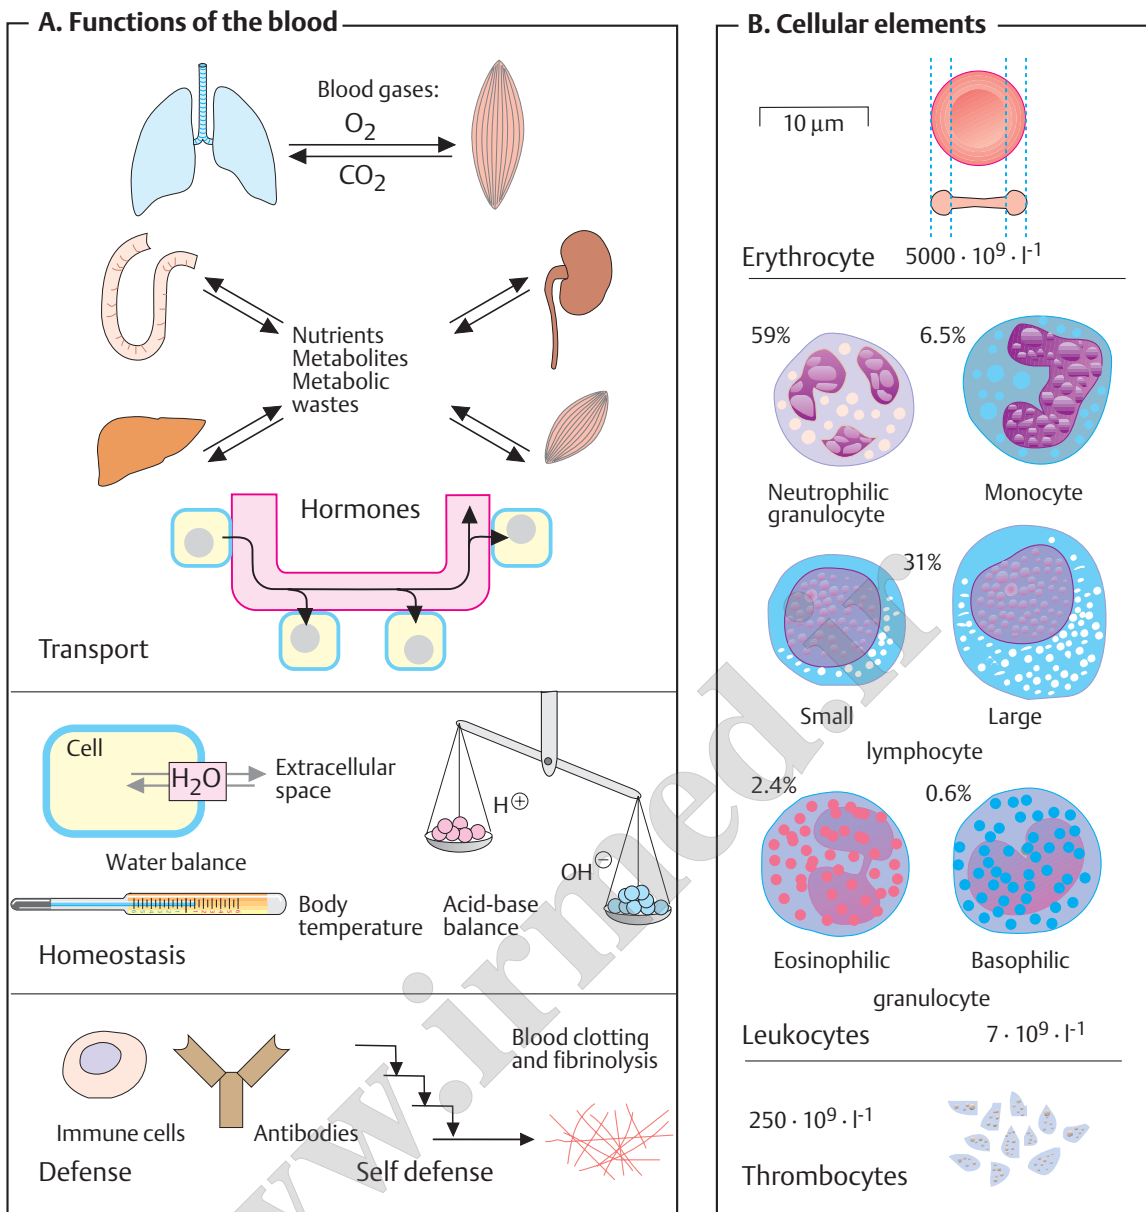 A. Functions of the blood
Blood gases:
O2
CO2
Nutrients
Metabolites
Metabolic
wastes
Hormones
Transport
Cell
H2O
Extracellular
space
Water balance
H⊕
OH⊖
Body
temperature
Acid-base
balance
Homeostasis
Immune cells
Antibodies
Blood clotting
and fibrinolysis
Defense
Self defense
B. Cellular elements
10 µm
Erythrocyte 5000 · 10⁹ · l⁻¹
59%
6.5%
Neutrophilic
granulocyte
Monocyte
31%
Small
Large
lymphocyte
2.4%
0.6%
Eosinophilic
Basophilic
granulocyte
Leukocytes 7 · 10⁹ · l⁻¹
250 · 10⁹ · l⁻¹
Thrombocytes
www.irmed.ir